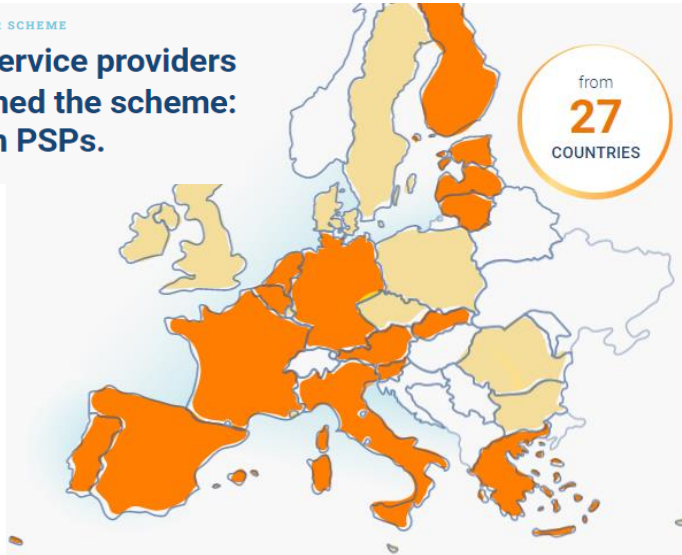 SCHEME
ervice providers
ned the scheme:
PSPs.
from
27
COUNTRIES